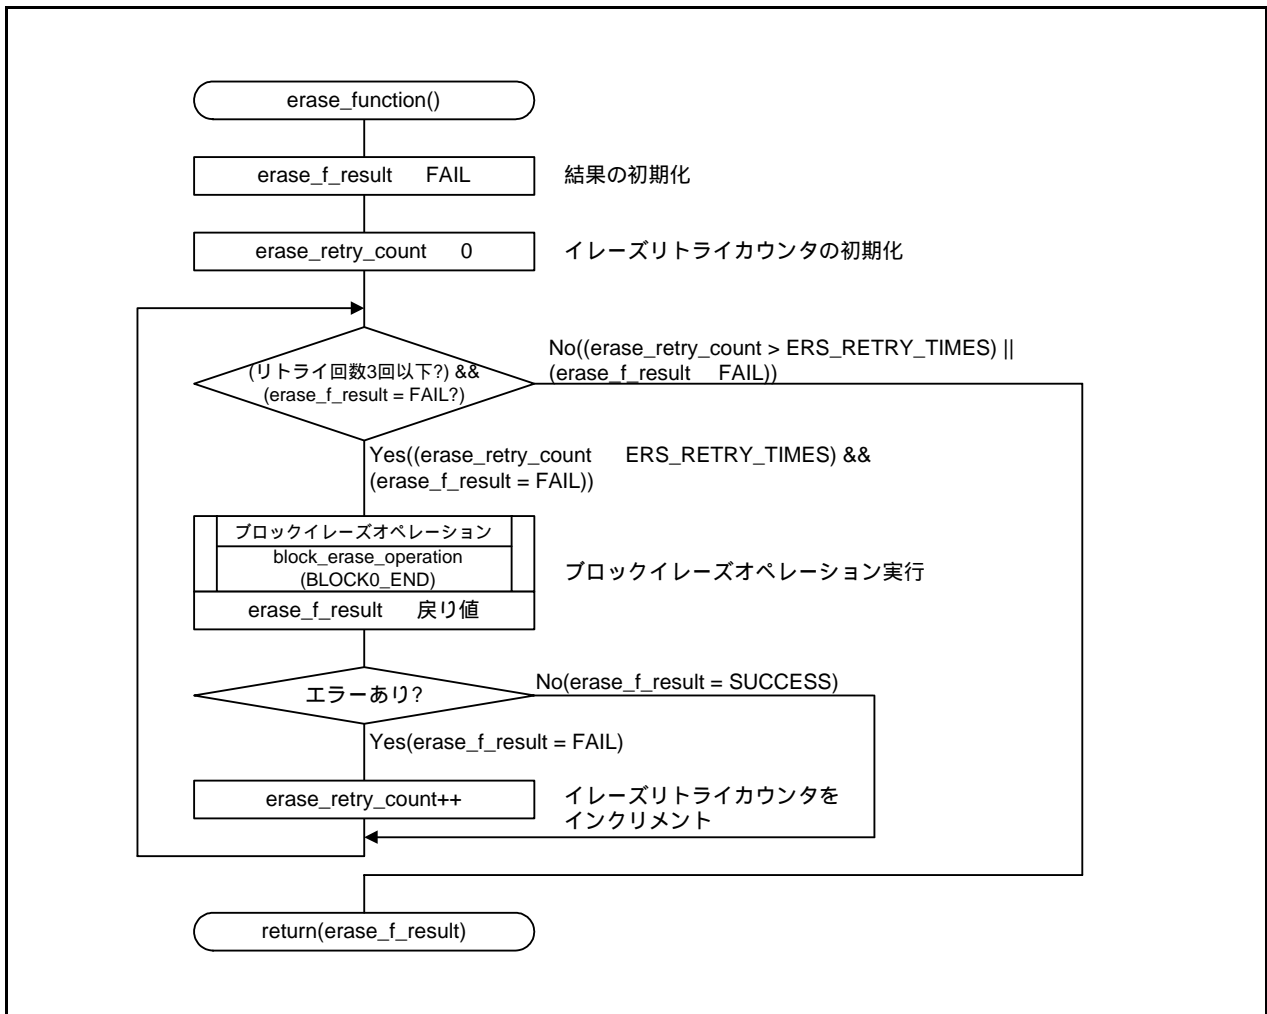 erase_function()
erase_f_result FAIL
結果の初期化
erase_retry_count 0
イレーズリトライカウンタの初期化
(リトライ回数3回以下?) &&
(erase_f_result = FAIL?)
No((erase_retry_count > ERS_RETRY_TIMES) ||
(erase_f_result FAIL))
Yes((erase_retry_count ERS_RETRY_TIMES) &&
(erase_f_result = FAIL))
ブロックイレーズオペレーション
block_erase_operation
(BLOCK0_END)
ブロックイレーズオペレーション実行
erase_f_result 戻り値
エラーあり?
No(erase_f_result = SUCCESS)
Yes(erase_f_result = FAIL)
erase_retry_count++
イレーズリトライカウンタを
インクリメント
return(erase_f_result)